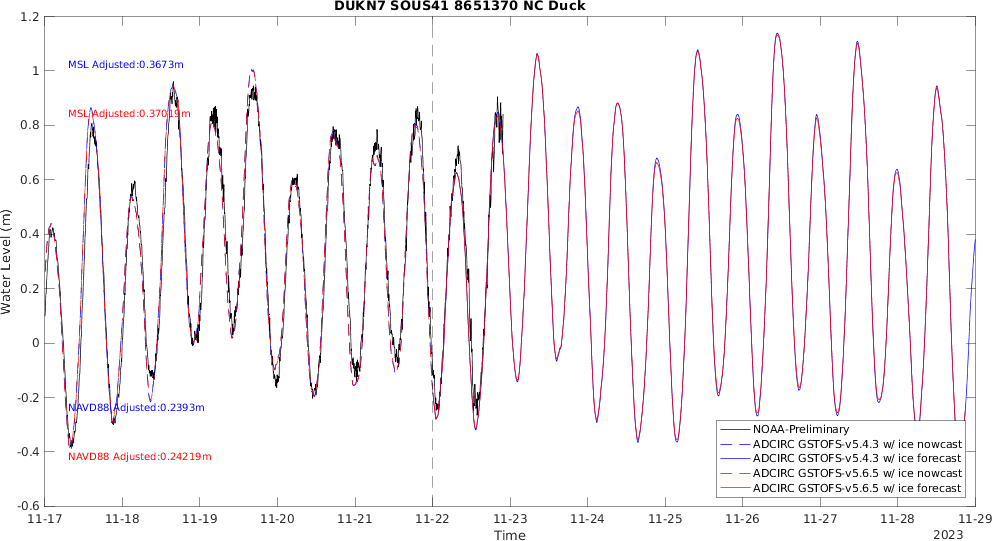 DUKN7 SOUS41 8651370 NC Duck
1.2
1
0.8
0.6
0.4
0.2
0
-0.2
-0.4
-0.6
Water Level (m)
MSL Adjusted:0.3673m
MSL Adjusted:0.37019m
NAVD88 Adjusted:0.2393m
NAVD88 Adjusted:0.24219m
NOAA-Preliminary
ADCIRC GSTOFS-v5.4.3 w/ ice nowcast
ADCIRC GSTOFS-v5.4.3 w/ ice forecast
ADCIRC GSTOFS-v5.6.5 w/ ice nowcast
ADCIRC GSTOFS-v5.6.5 w/ ice forecast
11-17 11-18 11-19 11-20 11-21 11-22 11-23 11-24 11-25 11-26 11-27 11-28 11-29
Time
2023